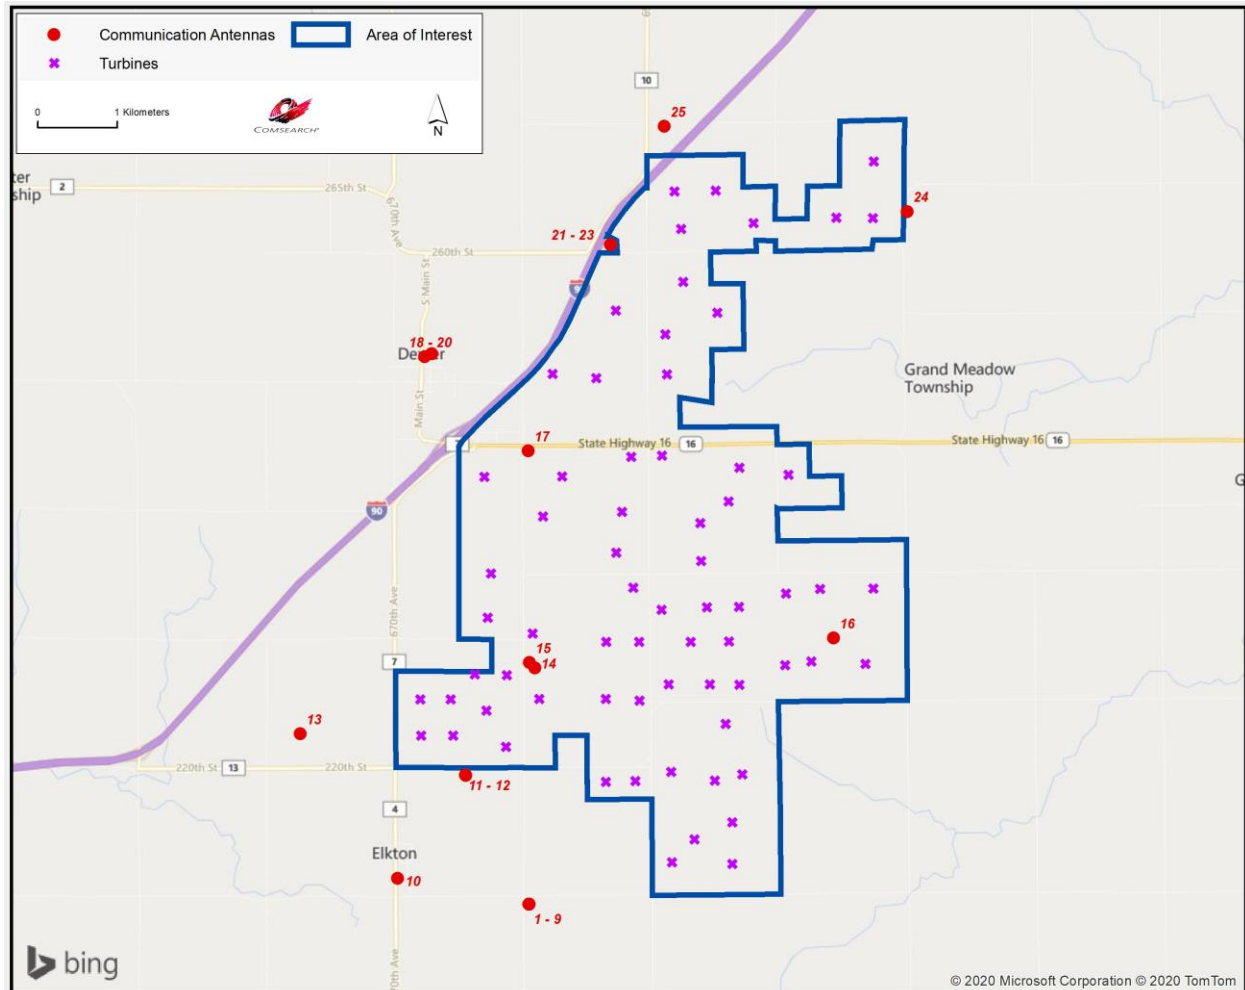 Communication Antennas
Area of Interest
Turbines
0
1 Kilometers
COMSEARCH
N
10
25
2
265th St
670th Ave
24
21 - 23
260th St
S Main St
18 - 20
Grand Meadow
Township
Main St
17
State Highway 16
16
State Highway 16
16
90
670th Ave
16
15
14
7
13
220th St
13
220th St
11 - 12
4
Elkton
10
1 - 9
bing
© 2020 Microsoft Corporation © 2020 TomTom